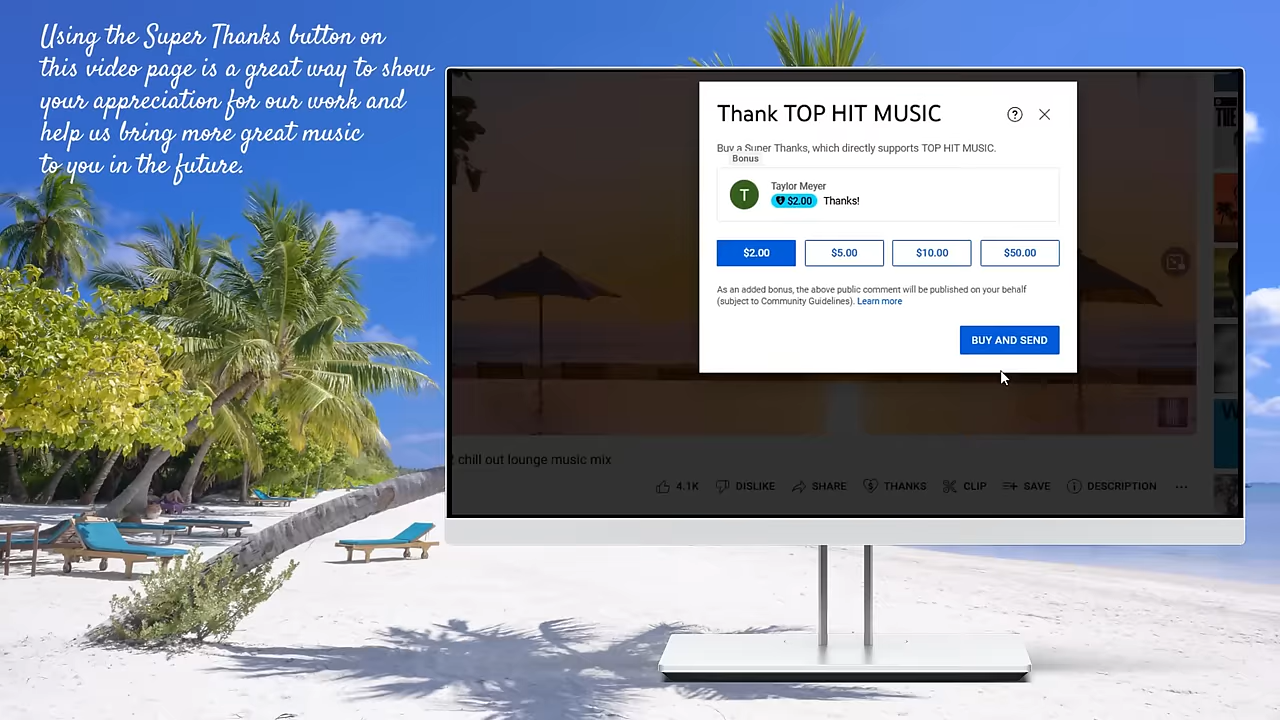 Using the Super Thanks button on
this video page is a great way to show
your appreciation for our work and
help us bring more great music
to you in the future.
Thank TOP HIT MUSIC
Buy a Super Thanks, which directly supports TOP HIT MUSIC.
Bonus
T
Taylor Meyer
$2.00 Thanks!
$2.00 $5.00 $10.00 $50.00
As an added bonus, the above public comment will be published on your behalf
(subject to Community Guidelines). Learn more
BUY AND SEND
chill out lounge music mix
4.1K DISLIKE SHARE THANKS CLIP SAVE DESCRIPTION